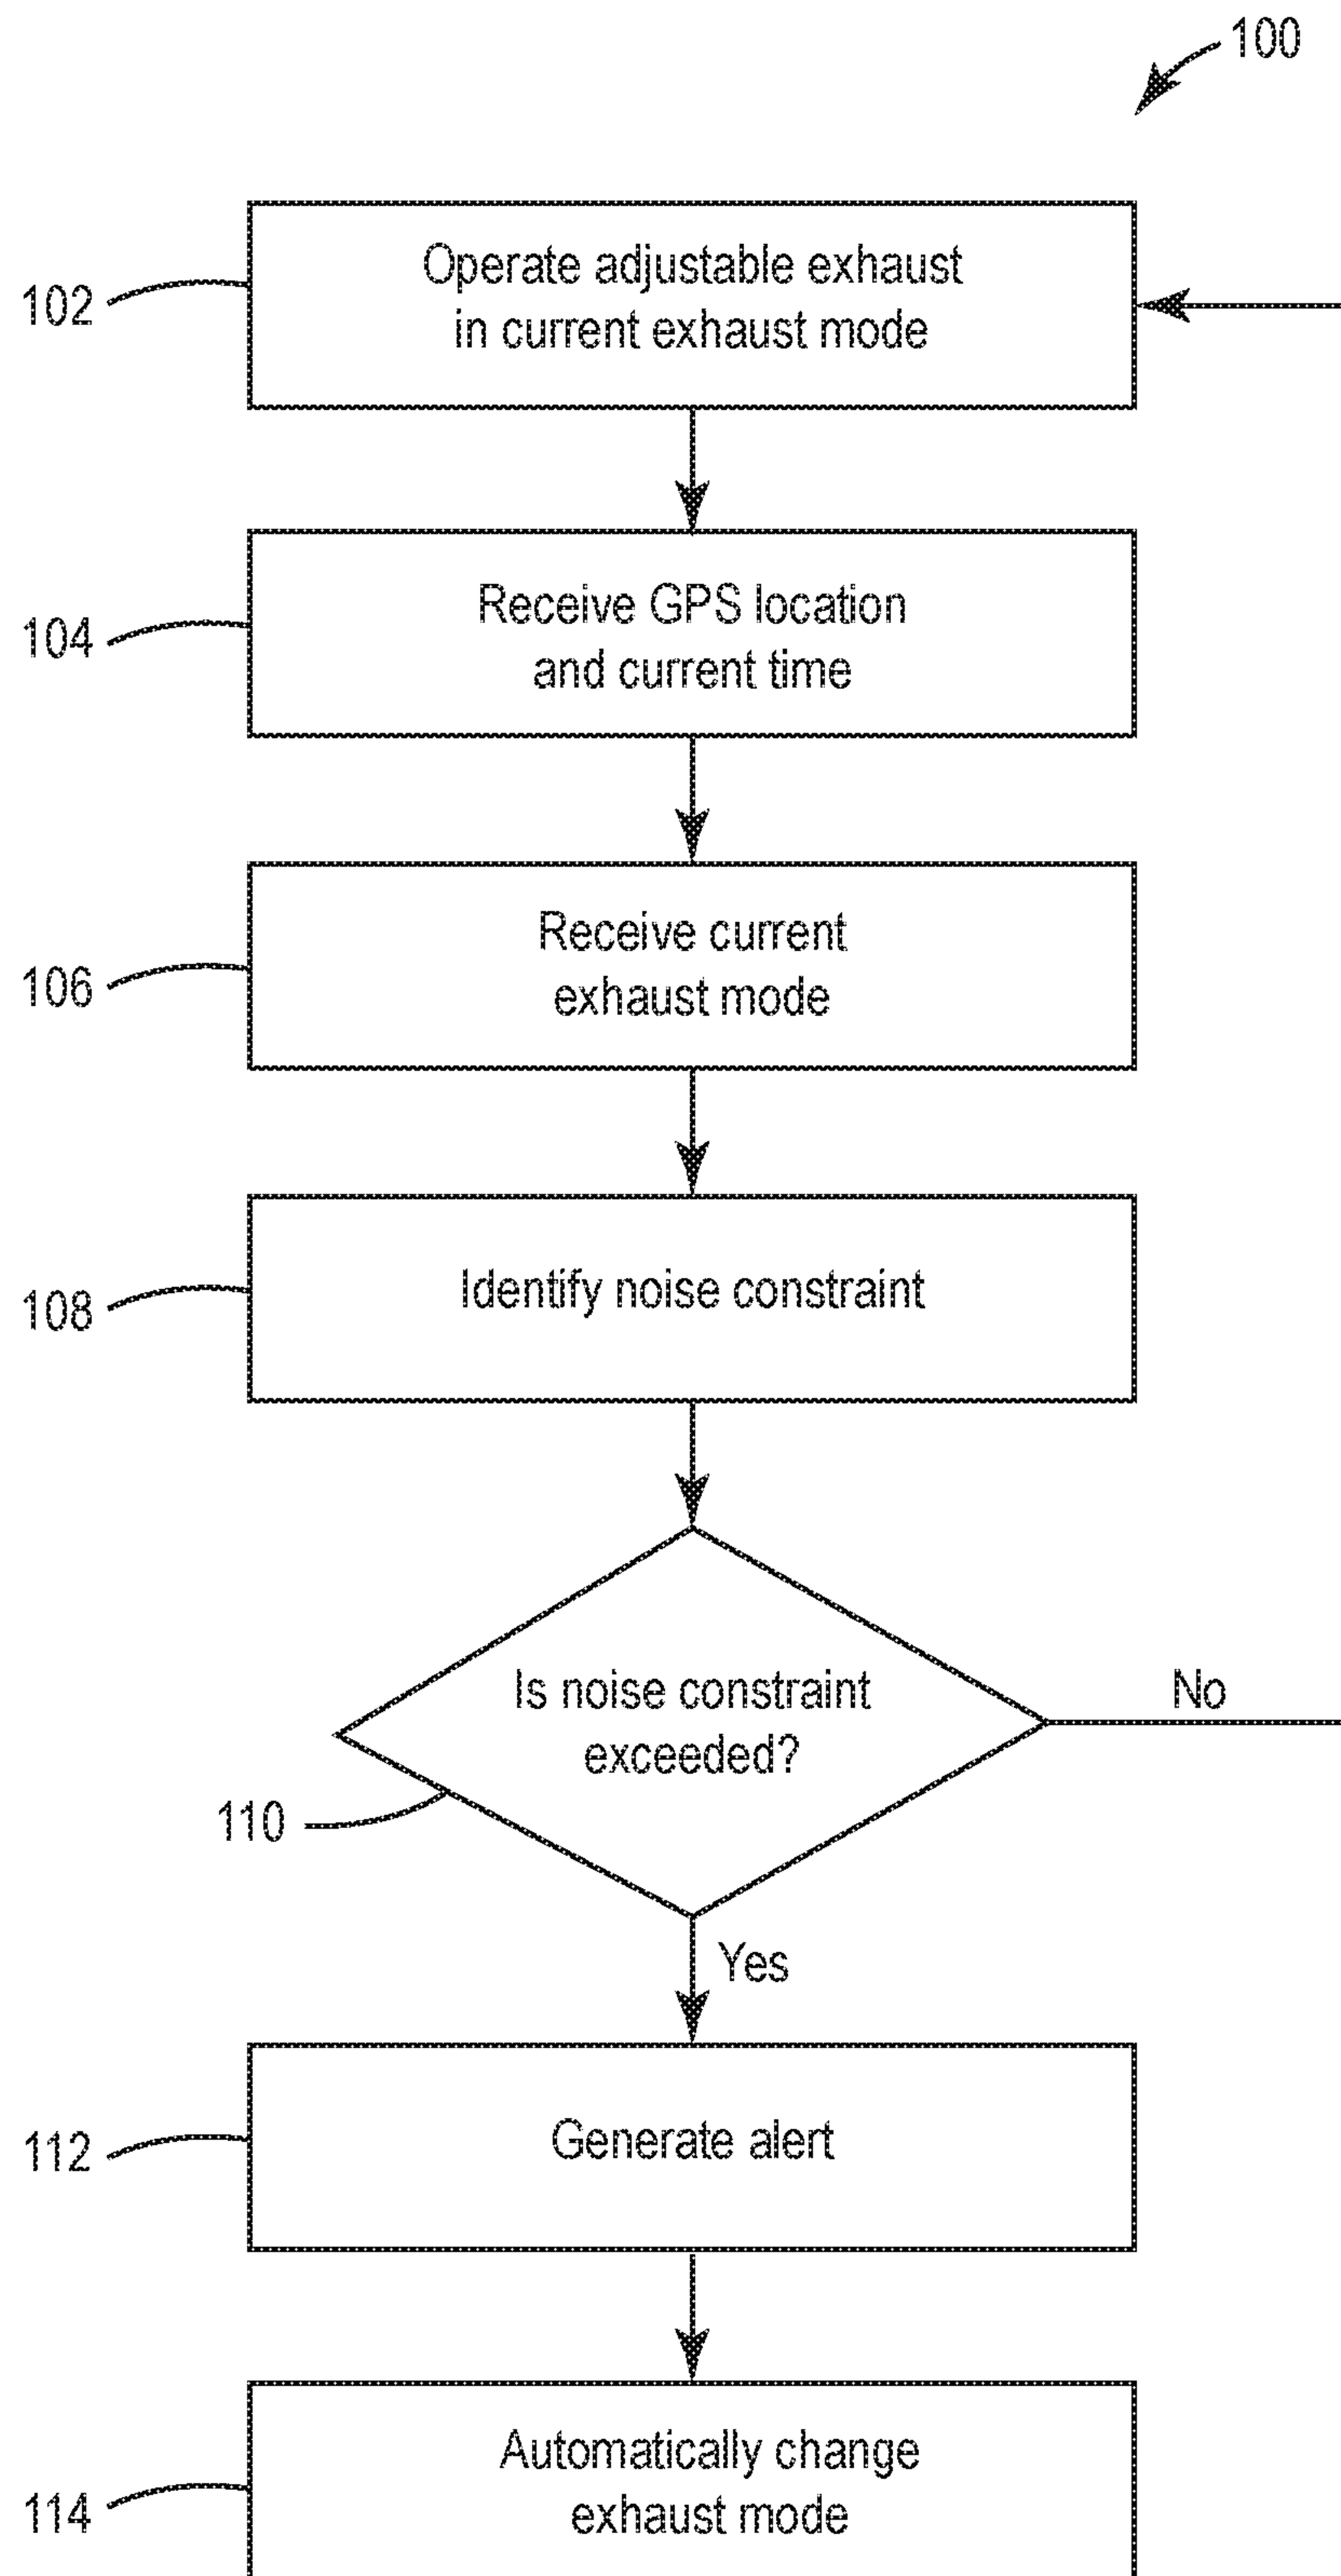 100
102
Operate adjustable exhaust
in current exhaust mode
104
Receive GPS location
and current time
106
Receive current
exhaust mode
108
Identify noise constraint
Is noise constraint
exceeded?
No
110
Yes
112
Generate alert
114
Automatically change
exhaust mode